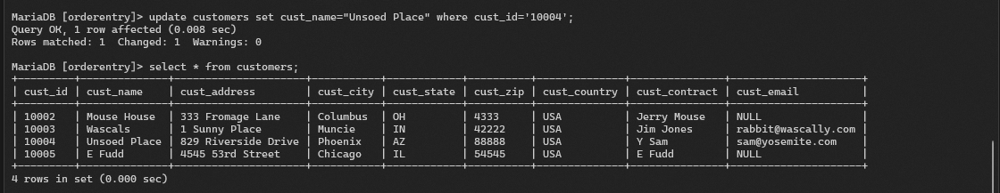 MariaDB [orderentry]> update customers set cust_name="Unsoed Place" where cust_id='10004';
Query OK, 1 row affected (0.008 sec)
Rows matched: 1  Changed: 1  Warnings: 0
MariaDB [orderentry]> select * from customers;
| cust_id | cust_name    | cust_address        | cust_city | cust_state | cust_zip | cust_country | cust_contract | cust_email          |
| 10002   | Mouse House  | 333 Fromage Lane    | Columbus  | OH         | 4333     | USA          | Jerry Mouse   | NULL                |
| 10003   | Wascals      | 1 Sunny Place       | Muncie    | IN         | 42222    | USA          | Jim Jones     | rabbit@wascally.com |
| 10004   | Unsoed Place | 829 Riverside Drive | Phoenix   | AZ         | 88888    | USA          | Y Sam         | sam@yosemite.com    |
| 10005   | E Fudd       | 4545 53rd Street    | Chicago   | IL         | 54545    | USA          | E Fudd        | NULL                |
4 rows in set (0.000 sec)